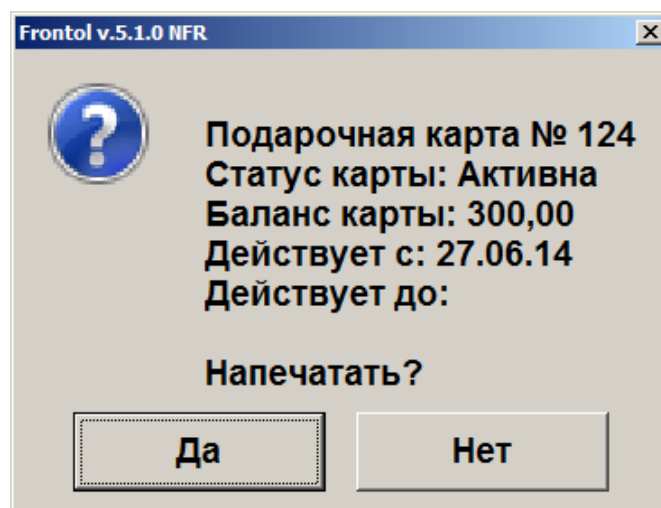 Frontol v.5.1.0 NFR
Подарочная карта № 124
Статус карты: Активна
Баланс карты: 300,00
Действует с: 27.06.14
Действует до:
Напечатать?
Да
Нет